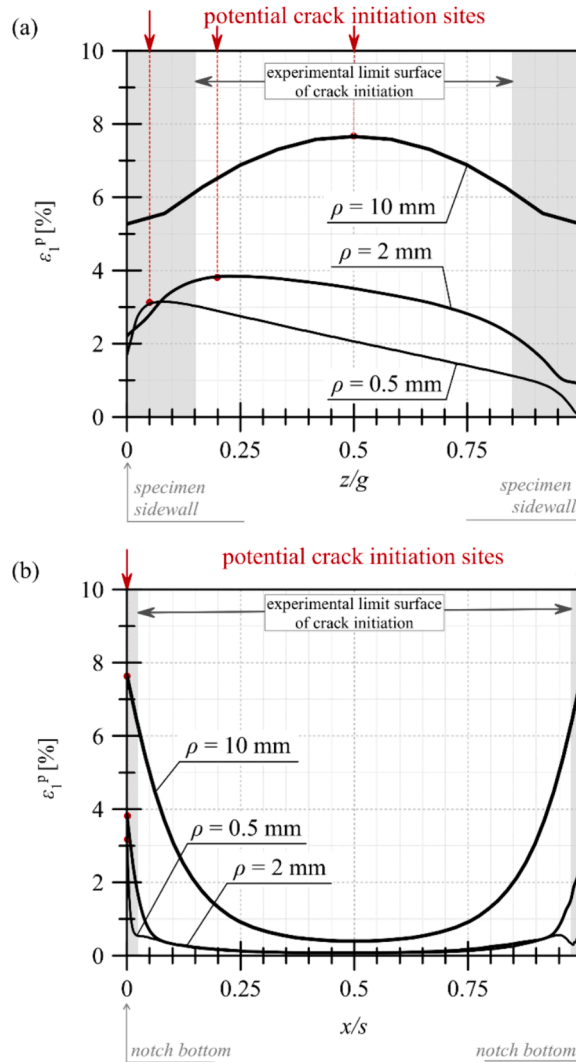 (a)
potential crack initiation sites
10
experimental limit surface
of crack initiation
8
6
ρ = 10 mm
ε₁ᵖ [%]
4
ρ = 2 mm
2
ρ = 0.5 mm
0
0 0.25 0.5 0.75
z/g
specimen
sidewall
specimen
sidewall
(b)
potential crack initiation sites
10
experimental limit surface
of crack initiation
8
6
ρ = 10 mm
ε₁ᵖ [%]
4
ρ = 0.5 mm
2
ρ = 2 mm
0
0 0.25 0.5 0.75
x/s
notch bottom notch bottom